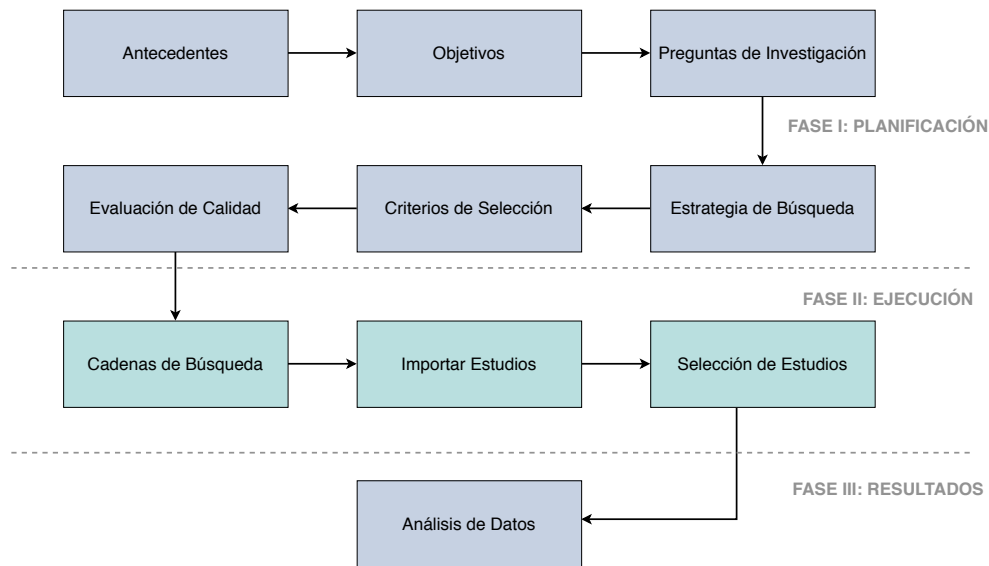 Antecedentes
Objetivos
Preguntas de Investigación
FASE I: PLANIFICACIÓN
Evaluación de Calidad
Criterios de Selección
Estrategia de Búsqueda
FASE II: EJECUCIÓN
Cadenas de Búsqueda
Importar Estudios
Selección de Estudios
FASE III: RESULTADOS
Análisis de Datos